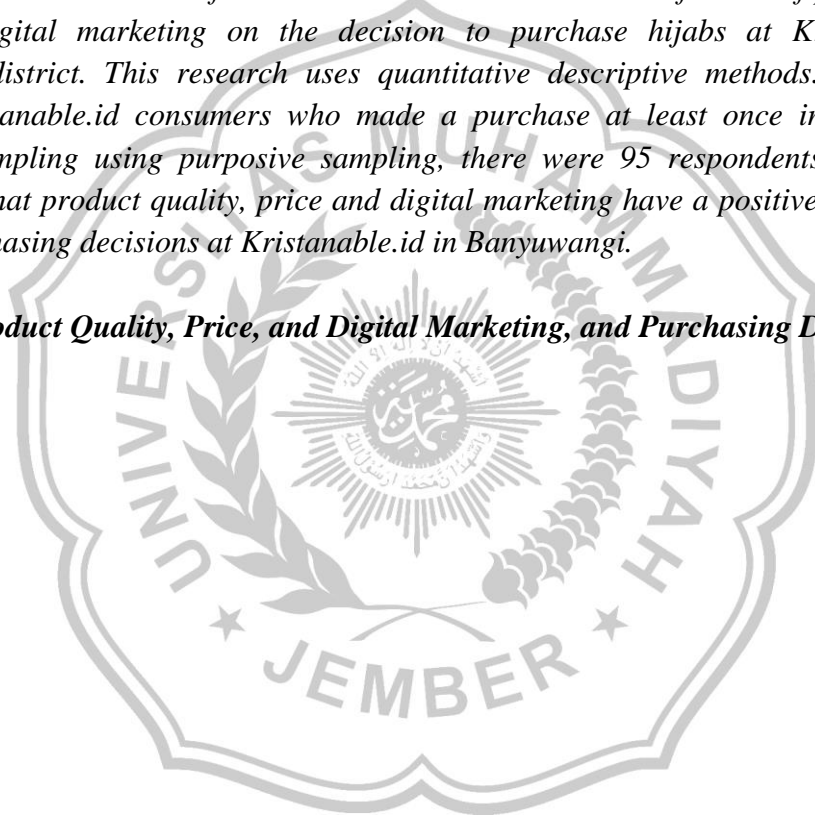 gital marketing on the decision to purchase hijabs at K
district. This research uses quantitative descriptive methods.
anable.id consumers who made a purchase at least once in
mpling using purposive sampling, there were 95 respondents
hat product quality, price and digital marketing have a positive
hasing decisions at Kristanable.id in Banyuwangi.
oduct Quality, Price, and Digital Marketing, and Purchasing D
UNIVERSITAS MUHAMMADIYAH
JEMBER